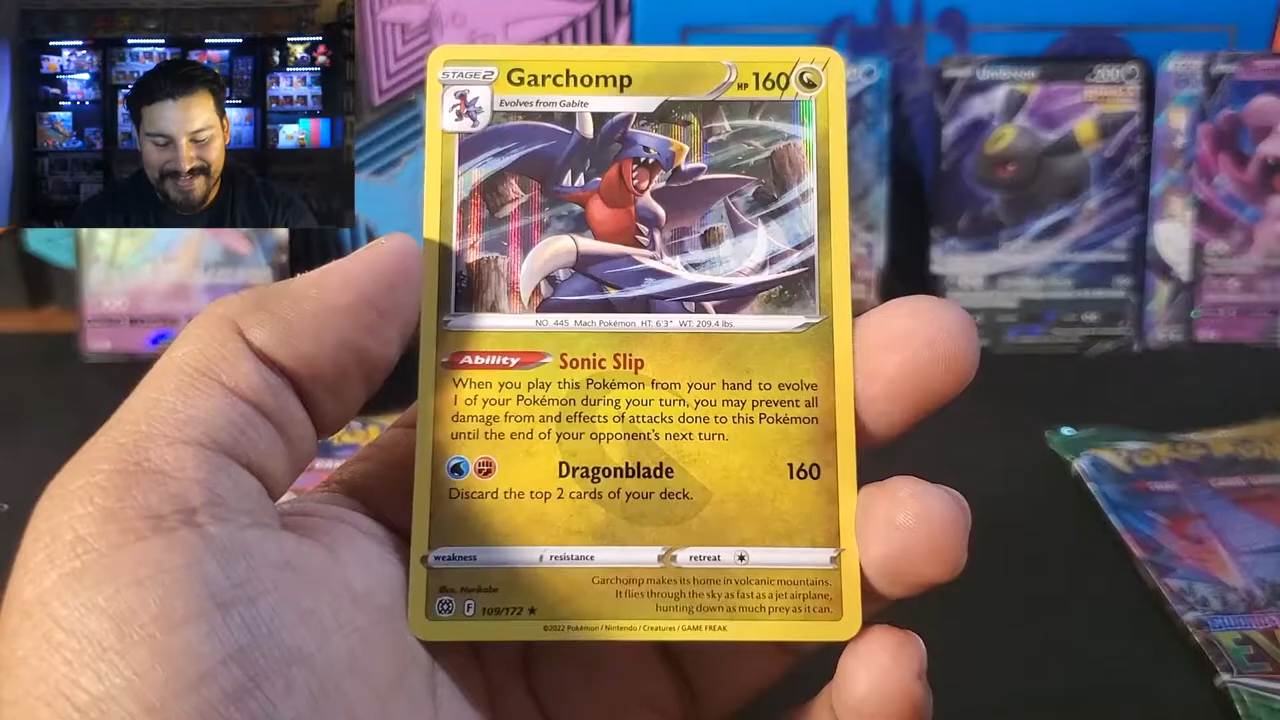 STAGE 2 Garchomp HP 160
Evolves from Gabite
NO. 445 Mach Pokémon HT: 6'3" WT: 209.4 lbs.
Ability Sonic Slip
When you play this Pokémon from your hand to evolve
1 of your Pokémon during your turn, you may prevent all
damage from and effects of attacks done to this Pokémon
until the end of your opponent's next turn.
Dragonblade 160
Discard the top 2 cards of your deck.
weakness resistance retreat
Illus. Nurikabe
Garchomp makes its home in volcanic mountains.
It flies through the sky as fast as a jet airplane,
hunting down as much prey as it can.
F 109/172
©2022 Pokémon / Nintendo / Creatures / GAME FREAK
Umbreon 200